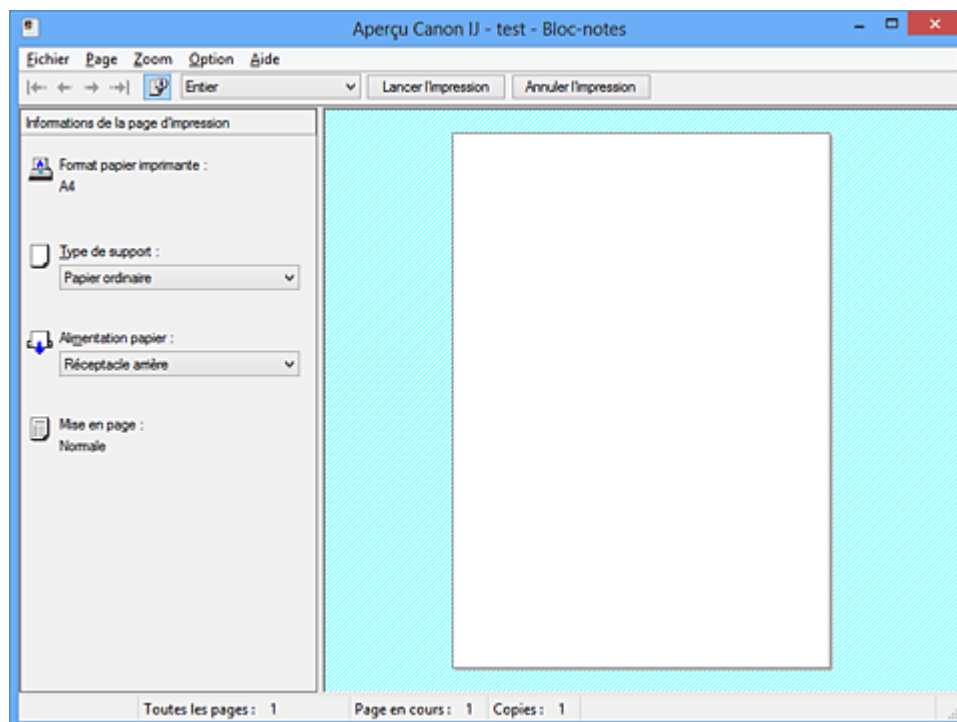 Aperçu Canon IJ - test - Bloc-notes
Fichier Page Zoom Option Aide
Entier Lancer l'impression Annuler l'impression
Informations de la page d'impression
Format papier imprimante :
A4
Type de support :
Papier ordinaire
Alimentation papier :
Réceptacle arrière
Mise en page :
Normale
Toutes les pages : 1 Page en cours : 1 Copies : 1